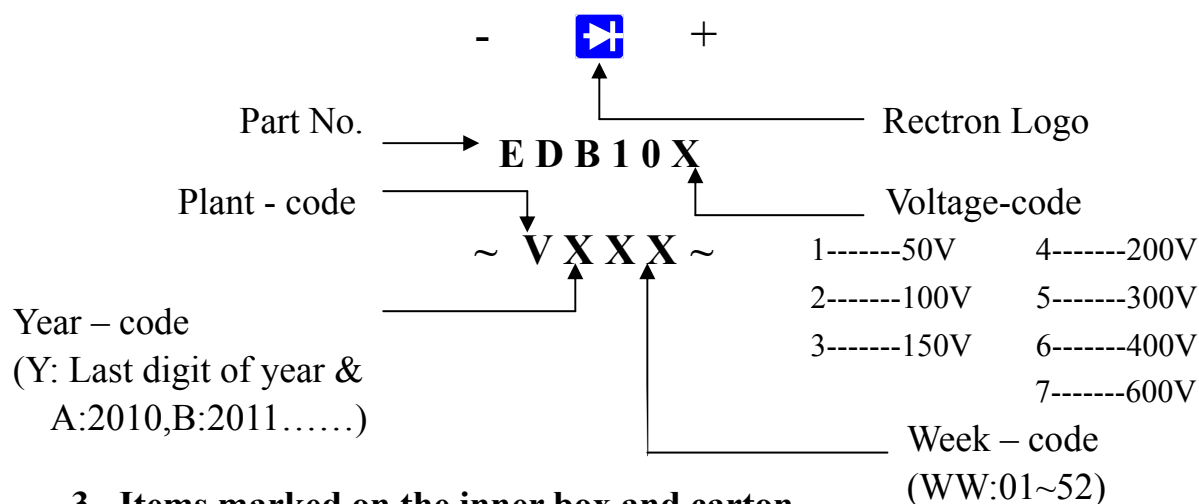 - +
Part No. Rectron Logo
E D B 1 0 X
Plant - code Voltage-code
~ V X X X ~
1-------50V 4-------200V
2-------100V 5-------300V
3-------150V 6-------400V
7-------600V
Year – code
(Y: Last digit of year &
A:2010,B:2011……)
Week – code
(WW:01~52)
3 Items marked on the inner box and carton